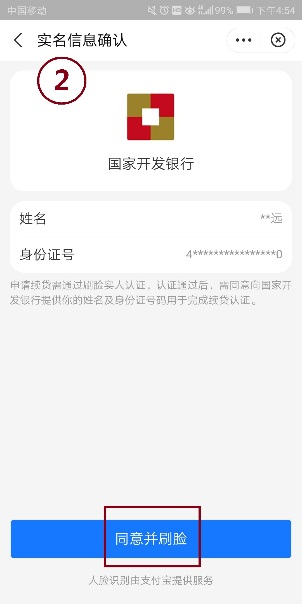 中国移动
99% 下午4:54
实名信息确认
②
国家开发银行
姓名 **远
身份证号 4****************0
申请续贷需通过刷脸实人认证，认证通过后，需同意向国家开
发银行提供你的姓名及身份证号码用于完成续贷认证。
同意并刷脸
人脸识别由支付宝提供服务